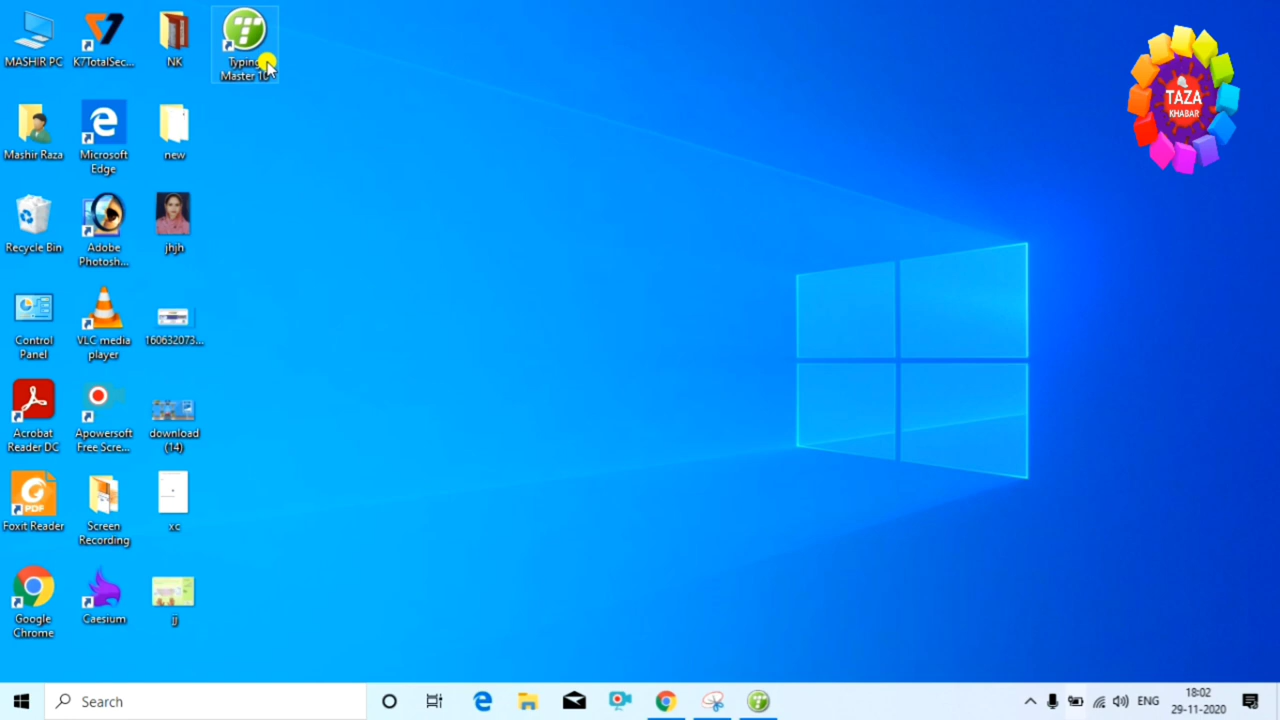 MASHIR PC
K7TotalSec...
NK
Typing
Master 10
Mashir Raza
Microsoft
Edge
new
Recycle Bin
Adobe
Photosh...
jhjh
Control
Panel
VLC media
player
160632073...
Acrobat
Reader DC
Apowersoft
Free Scre...
download
(14)
PDF
Foxit Reader
Screen
Recording
xc
Google
Chrome
Caesium
jj
TAZA
KHABAR
Search
ENG
18:02
29-11-2020